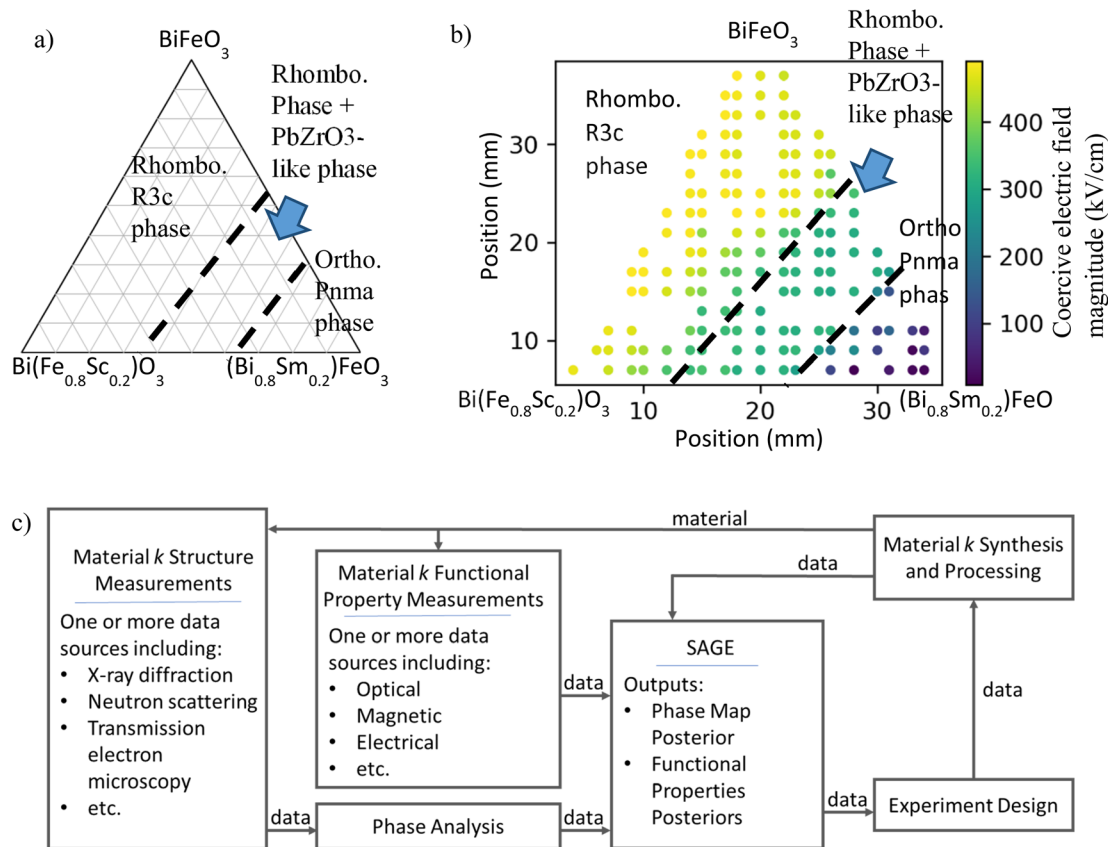 a)
BiFeO3
Rhombo.
Phase +
PbZrO3-
like phase
Rhombo.
R3c
phase
Ortho.
Pnma
phase
Bi(Fe0.8Sc0.2)O3
(Bi0.8Sm0.2)FeO3
b)
BiFeO3
Rhombo.
Phase +
PbZrO3-
like phase
Rhombo.
R3c
phase
Ortho
Pnma
phas
Position (mm)
30
20
10
Bi(Fe0.8Sc0.2)O3
10
20
30
(Bi0.8Sm0.2)FeO
Position (mm)
400
300
200
100
Coercive electric field
magnitude (kV/cm)
c)
Material k Structure
Measurements
One or more data
sources including:
• X-ray diffraction
• Neutron scattering
• Transmission
electron
microscopy
• etc.
Material k Functional
Property Measurements
One or more data
sources including:
• Optical
• Magnetic
• Electrical
• etc.
material
data
Material k Synthesis
and Processing
SAGE
Outputs:
• Phase Map
Posterior
• Functional
Properties
Posteriors
data
data
data
Phase Analysis
data
data
Experiment Design